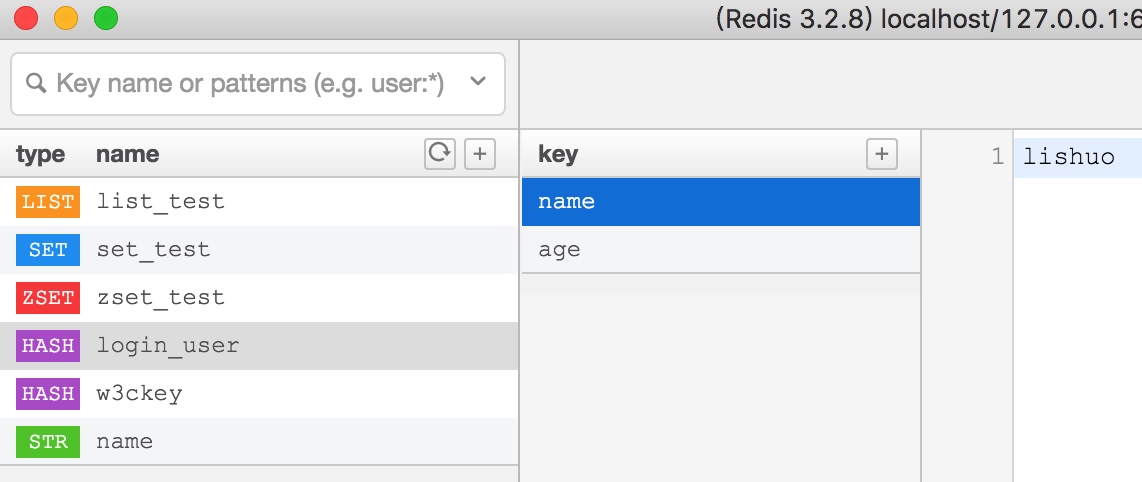 (Redis 3.2.8) localhost/127.0.0.1:6
Key name or patterns (e.g. user:*)
type name + key + 1 lishuo
LIST list_test name
SET set_test age
ZSET zset_test
HASH login_user
HASH w3ckey
STR name